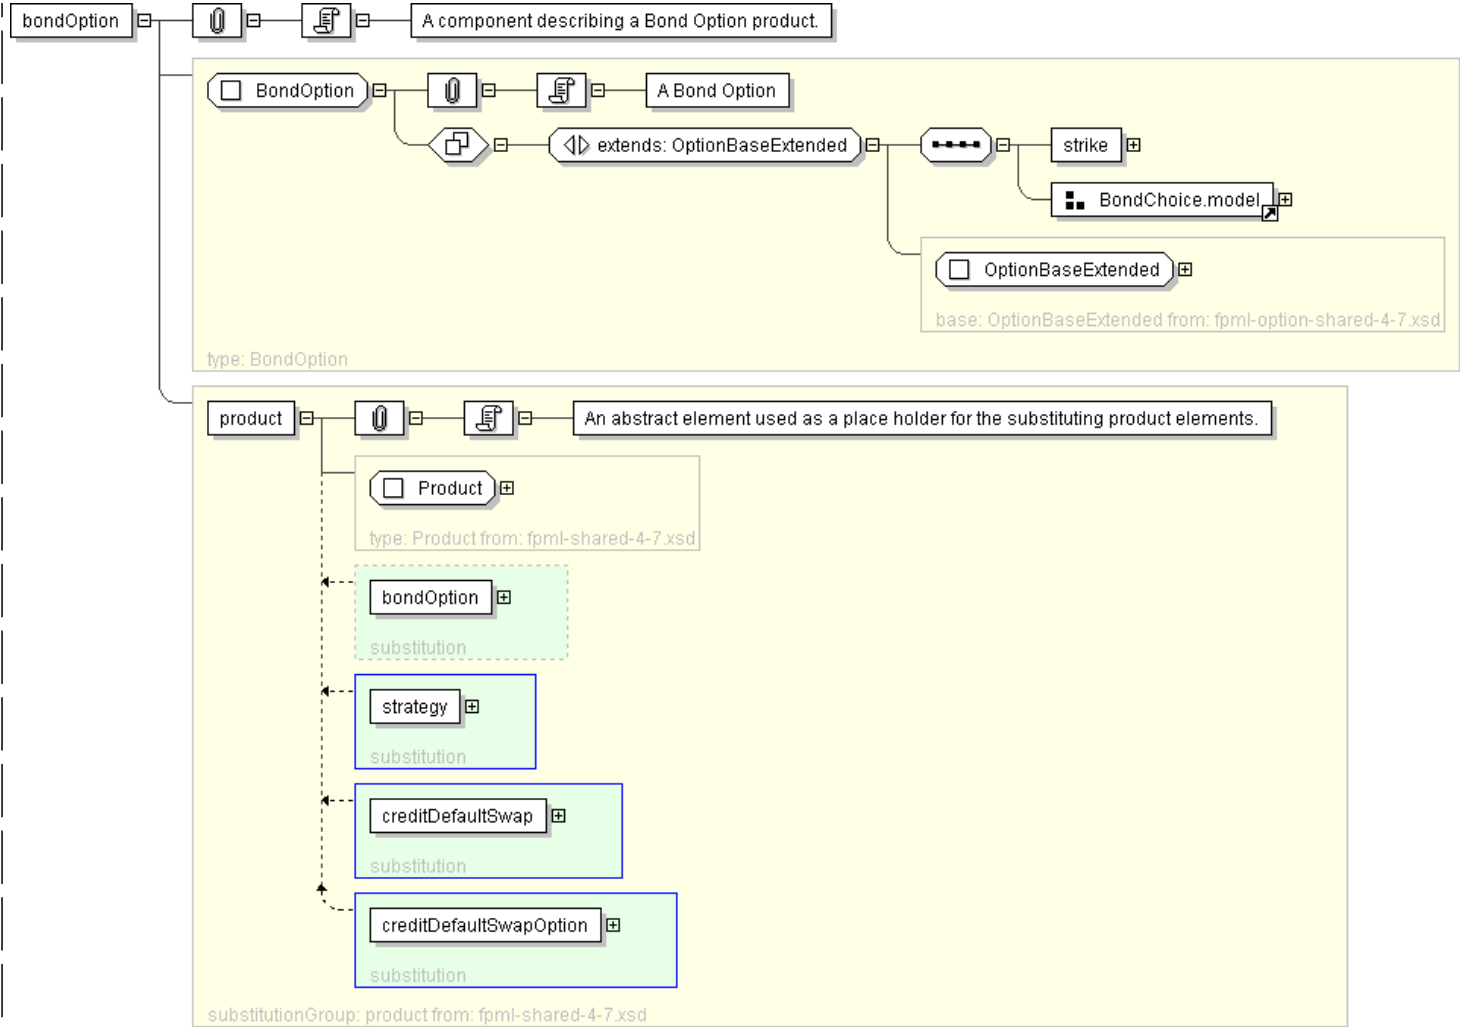 bondOption A component describing a Bond Option product.
BondOption A Bond Option
extends: OptionBaseExtended strike
BondChoice.model
OptionBaseExtended
base: OptionBaseExtended from: fpml-option-shared-4-7.xsd
type: BondOption
product An abstract element used as a place holder for the substituting product elements.
Product
type: Product from: fpml-shared-4-7.xsd
bondOption
substitution
strategy
substitution
creditDefaultSwap
substitution
creditDefaultSwapOption
substitution
substitutionGroup: product from: fpml-shared-4-7.xsd